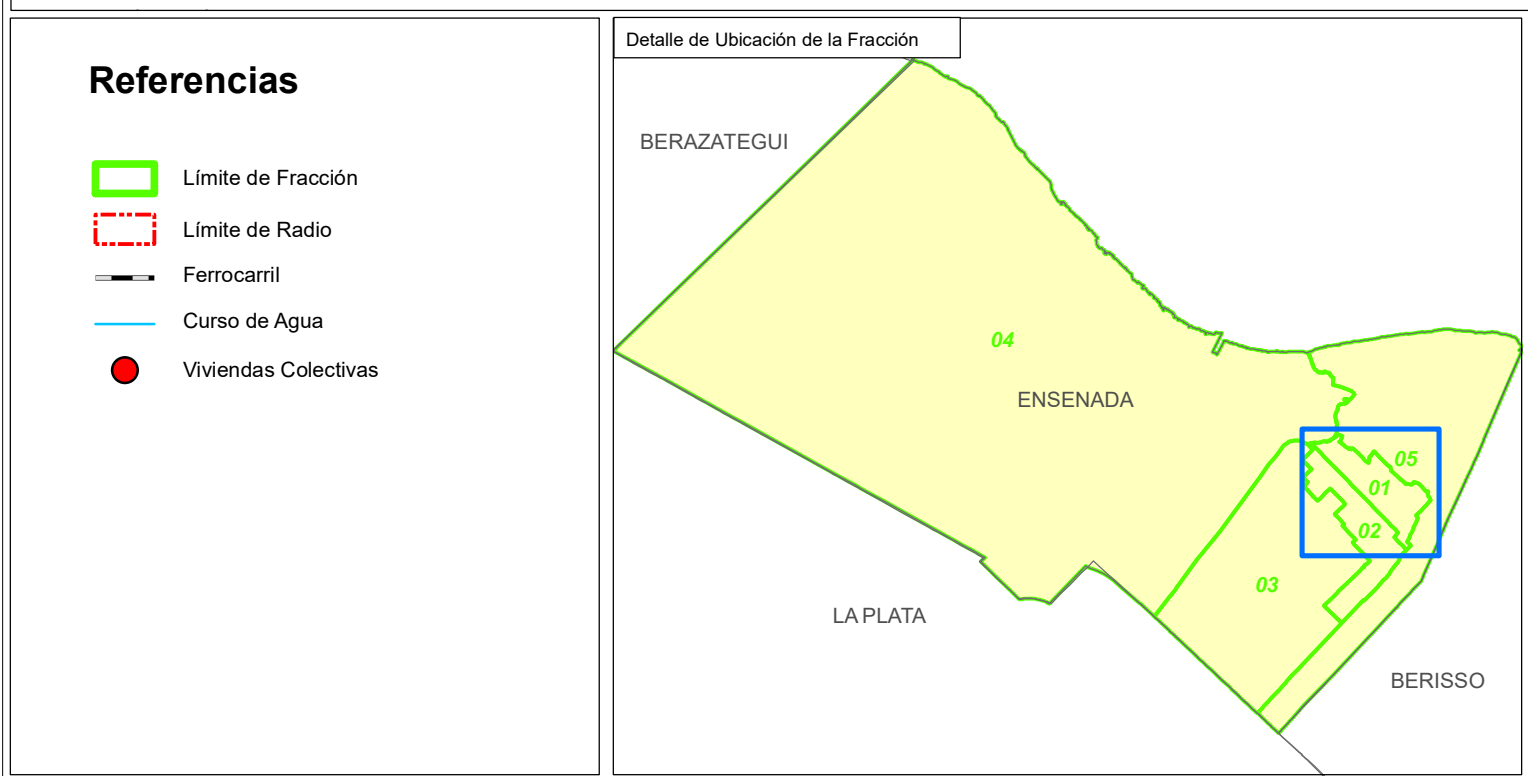 Referencias
Límite de Fracción
Límite de Radio
Ferrocarril
Curso de Agua
Viviendas Colectivas
Detalle de Ubicación de la Fracción
BERAZATEGUI
04
ENSENADA
05
01
02
03
LA PLATA
BERISSO